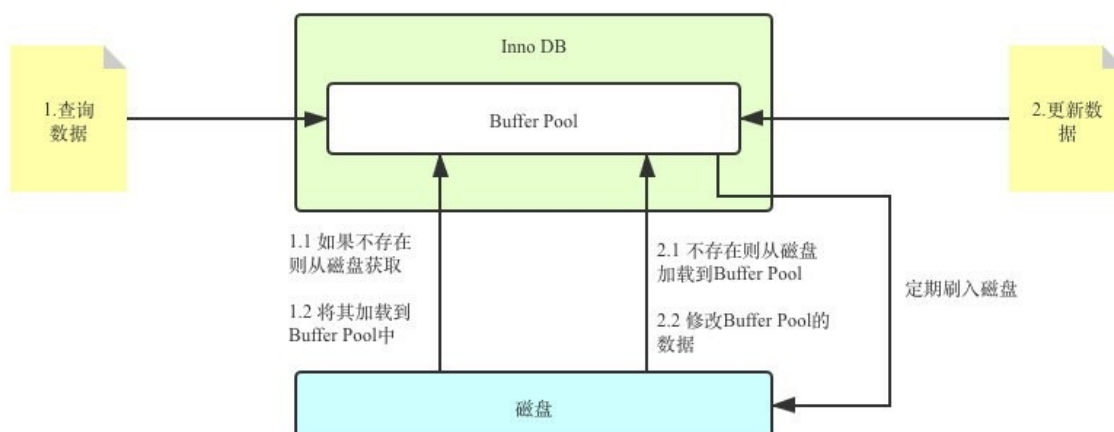 Inno DB
1.查询
数据
Buffer Pool
2.更新数
据
1.1 如果不存在
则从磁盘获取
1.2 将其加载到
Buffer Pool中
2.1 不存在则从磁盘
加载到Buffer Pool
2.2 修改Buffer Pool的
数据
定期刷入磁盘
磁盘